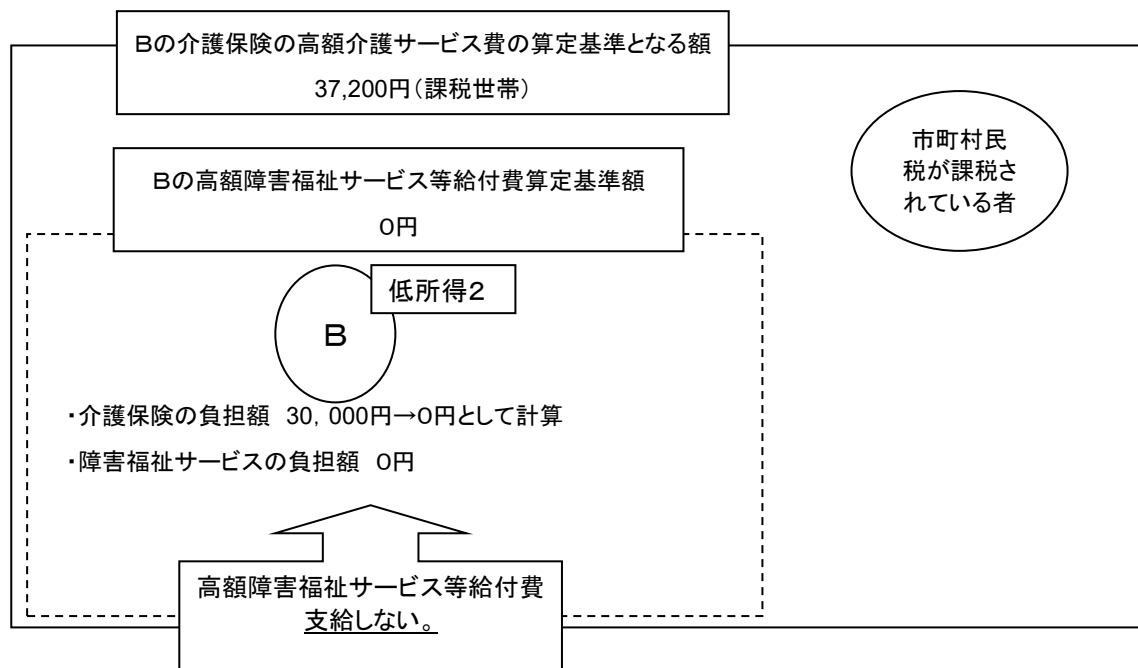 Bの介護保険の高額介護サービス費の算定基準となる額
37,200円(課税世帯)
市町村民
税が課税さ
れている者
Bの高額障害福祉サービス等給付費算定基準額
0円
低所得2
B
・介護保険の負担額 30,000円→0円として計算
・障害福祉サービスの負担額 0円
高額障害福祉サービス等給付費
支給しない。